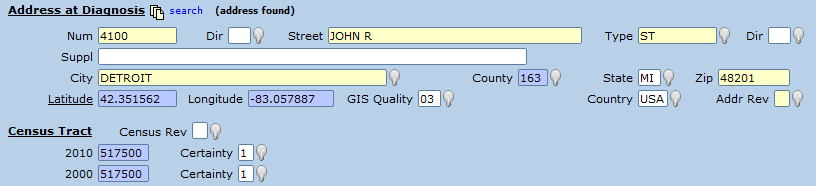 Address at Diagnosis search (address found)
Num 4100 Dir Street JOHN R Type ST Dir
Suppl
City DETROIT County 163 State MI Zip 48201
Latitude 42.351562 Longitude -83.057887 GIS Quality 03 Country USA Addr Rev
Census Tract Census Rev
2010 517500 Certainty 1
2000 517500 Certainty 1